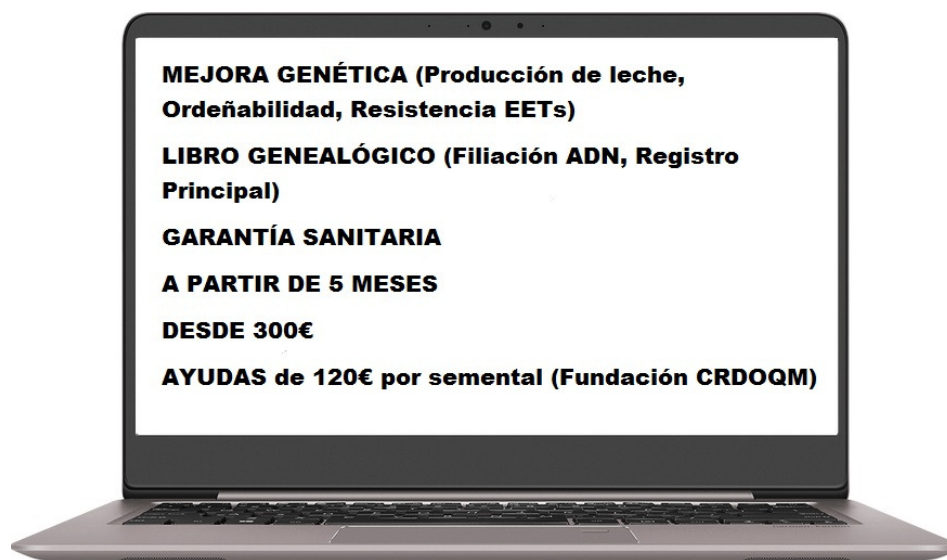 MEJORA GENÉTICA (Producción de leche,
Ordeñabilidad, Resistencia EETs)
LIBRO GENEALÓGICO (Filiación ADN, Registro
Principal)
GARANTÍA SANITARIA
A PARTIR DE 5 MESES
DESDE 300€
AYUDAS de 120€ por semental (Fundación CRDOQM)